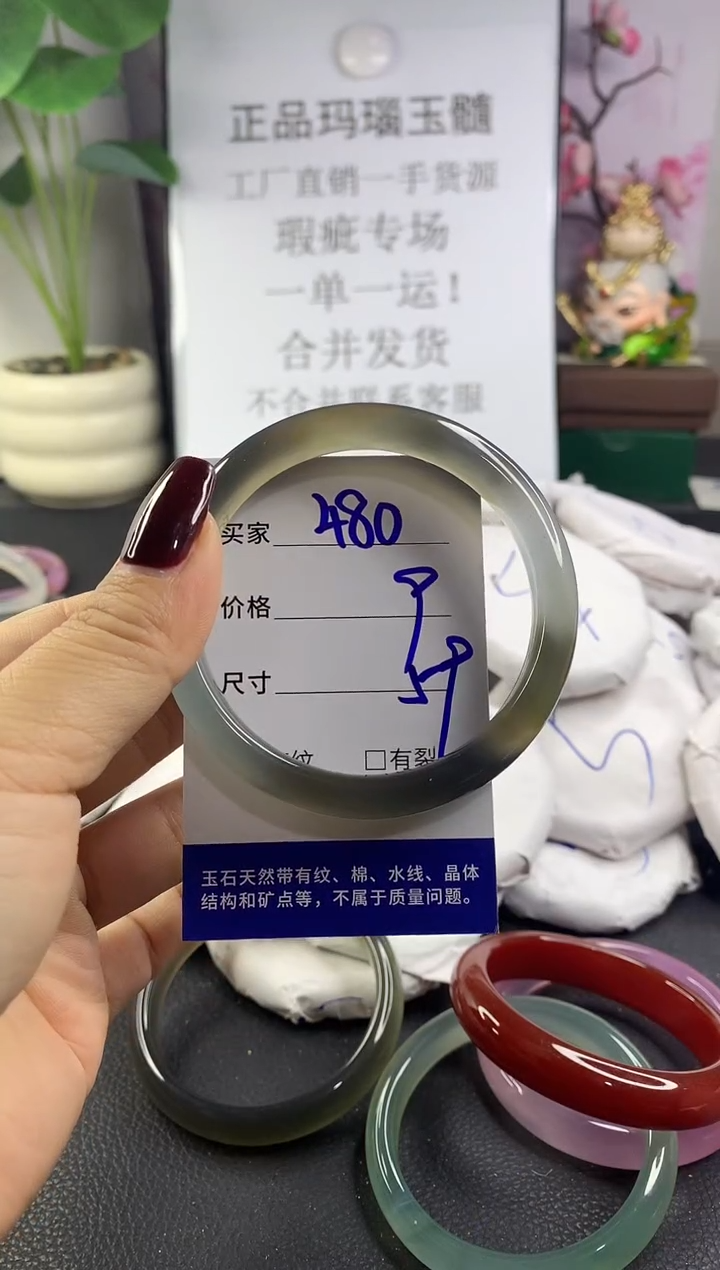 正品玛瑙玉髓
工厂直销一手货源
瑕疵专场
一单一运！
合并发货
不合并联系客服
买家 480
价格
尺寸
纹 □有裂
玉石天然带有纹、棉、水线、晶体
结构和矿点等，不属于质量问题。